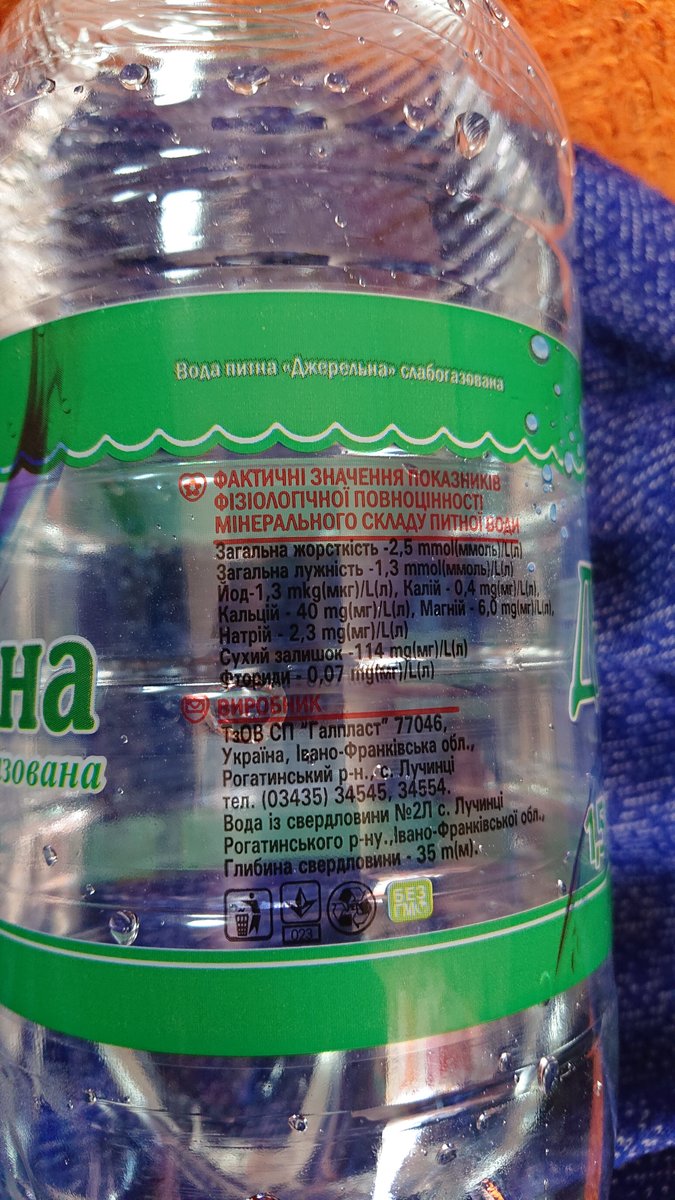 Вода питна «Джерельна» слабогазована
ФАКТИЧНІ ЗНАЧЕННЯ ПОКАЗНИКІВ
ФІЗІОЛОГІЧНОЇ ПОВНОЦІННОСТІ
МІНЕРАЛЬНОГО СКЛАДУ ПИТНОЇ ВОДИ
Загальна жорсткість -2,5 mmol(ммоль)/L(л)
Загальна лужність -1,3 mmol(ммоль)/L(л)
Йод-1,3 mkg(мкг)/L(л), Калій - 0,4 mg(мг)/L(л),
Кальцій - 40 mg(мг)/L(л), Магній - 6,0 mg(мг)/L(л),
Натрій - 2,3 mg(мг)/L(л)
Сухий залишок -114 mg(мг)/L(л)
Фториди - 0,07 mg(мг)/L(л)
ВИРОБНИК
ТзОВ СП "Галпласт" 77046,
Україна, Івано-Франківська обл.,
Рогатинський р-н., с. Лучинці
тел. (03435) 34545, 34554.
Вода із свердловини №2Л с. Лучинці
Рогатинського р-ну.,Івано-Франківської обл.,
Глибина свердловини - 35 m(м).
БЕЗ
ГМО
023
на
зована
Д
1,5